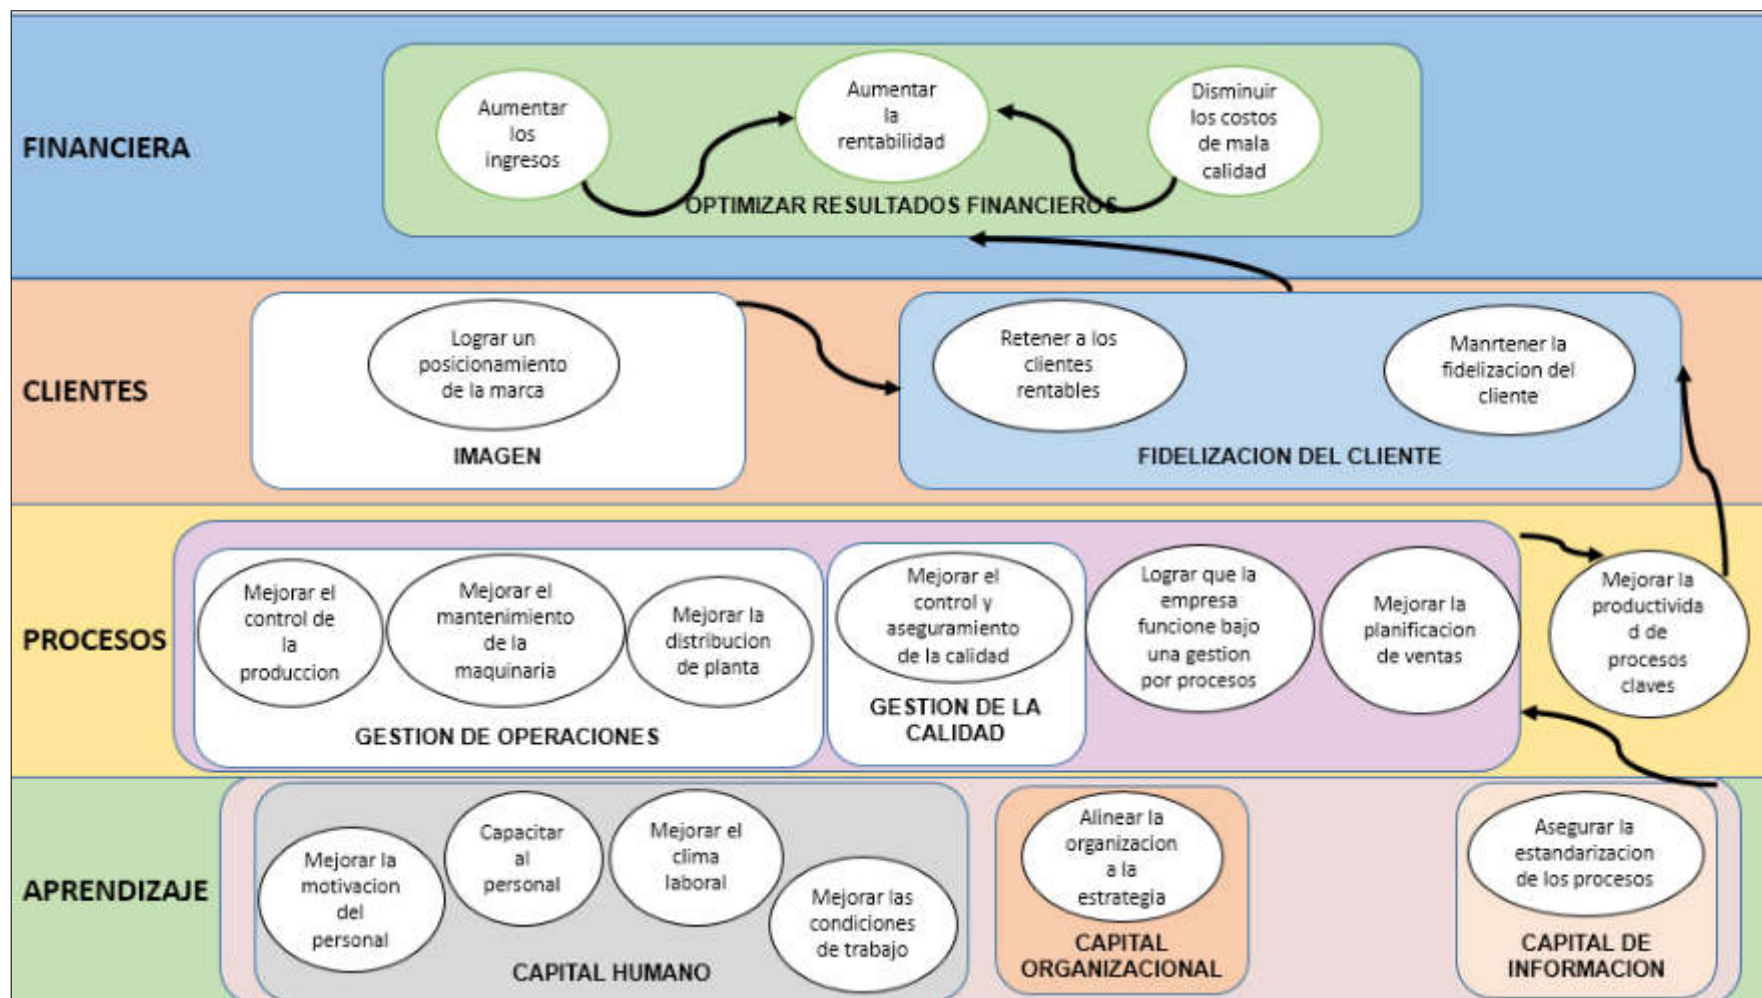 FINANCIERA
Aumentar
los
ingresos
Aumentar
la
rentabilidad
Disminuir
los costos
de mala
calidad
OPTIMIZAR RESULTADOS FINANCIEROS
CLIENTES
Lograr un
posicionamiento
de la marca
IMAGEN
Retener a los
clientes
rentables
Manrtener la
fidelizacion del
cliente
FIDELIZACION DEL CLIENTE
PROCESOS
Mejorar el
control de
la
produccion
Mejorar el
mantenimiento
de la
maquinaria
Mejorar la
distribucion
de planta
GESTION DE OPERACIONES
Mejorar el
control y
aseguramiento
de la calidad
GESTION DE LA
CALIDAD
Lograr que la
empresa
funcione bajo
una gestion
por procesos
Mejorar la
planificacion
de ventas
Mejorar la
productivida
d de
procesos
claves
APRENDIZAJE
Mejorar la
motivacion
del
personal
Capacitar
al
personal
Mejorar el
clima
laboral
Mejorar las
condiciones
de trabajo
CAPITAL HUMANO
Alinear la
organizacion
a la
estrategia
CAPITAL
ORGANIZACIONAL
Asegurar la
estandarizacion
de los procesos
CAPITAL DE
INFORMACION